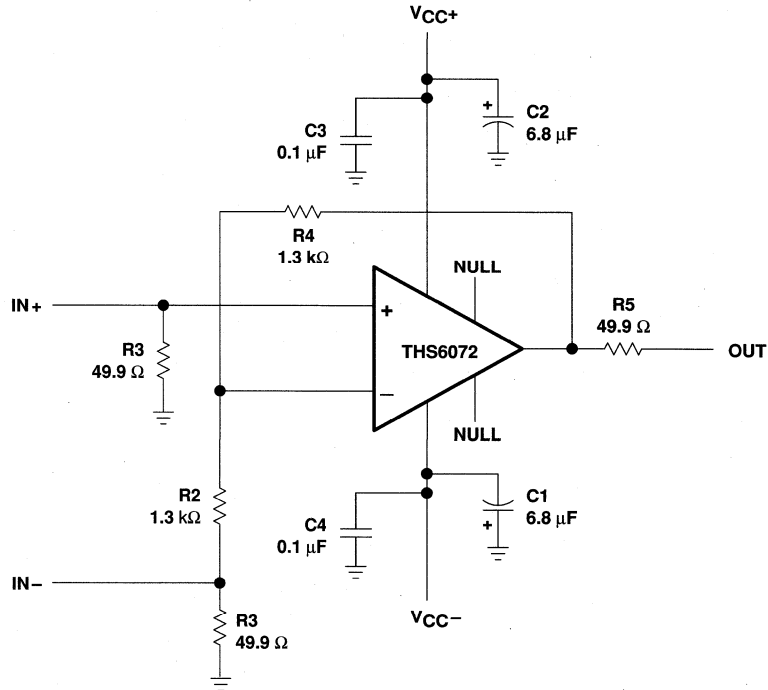 VCC+
C3
0.1 µF
+
C2
6.8 µF
R4
1.3 kΩ
NULL
IN+
+
R3
49.9 Ω
THS6072
R5
49.9 Ω
OUT
−
NULL
R2
1.3 kΩ
C4
0.1 µF
C1
6.8 µF
+
IN−
VCC−
R3
49.9 Ω